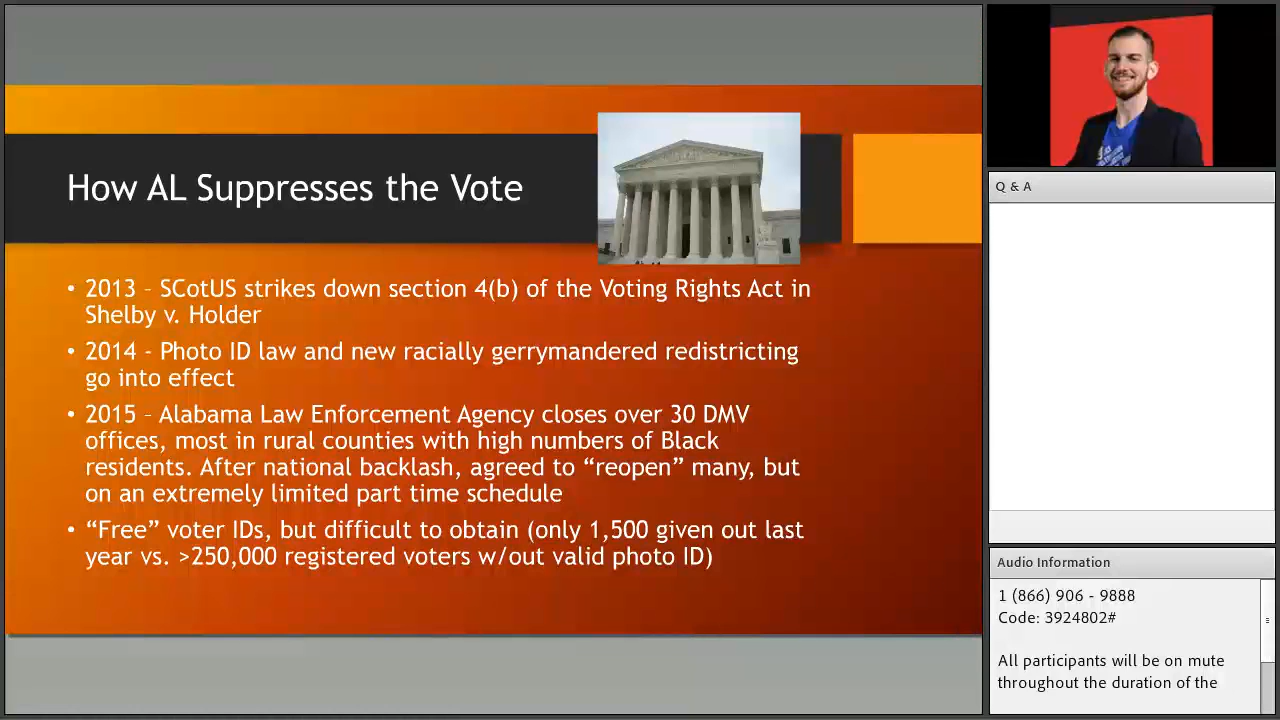 How AL Suppresses the Vote
• 2013 – SCotUS strikes down section 4(b) of the Voting Rights Act in
Shelby v. Holder
• 2014 - Photo ID law and new racially gerrymandered redistricting
go into effect
• 2015 – Alabama Law Enforcement Agency closes over 30 DMV
offices, most in rural counties with high numbers of Black
residents. After national backlash, agreed to “reopen” many, but
on an extremely limited part time schedule
• “Free” voter IDs, but difficult to obtain (only 1,500 given out last
year vs. >250,000 registered voters w/out valid photo ID)
Q & A
Audio Information
1 (866) 906 - 9888
Code: 3924802#
All participants will be on mute
throughout the duration of the